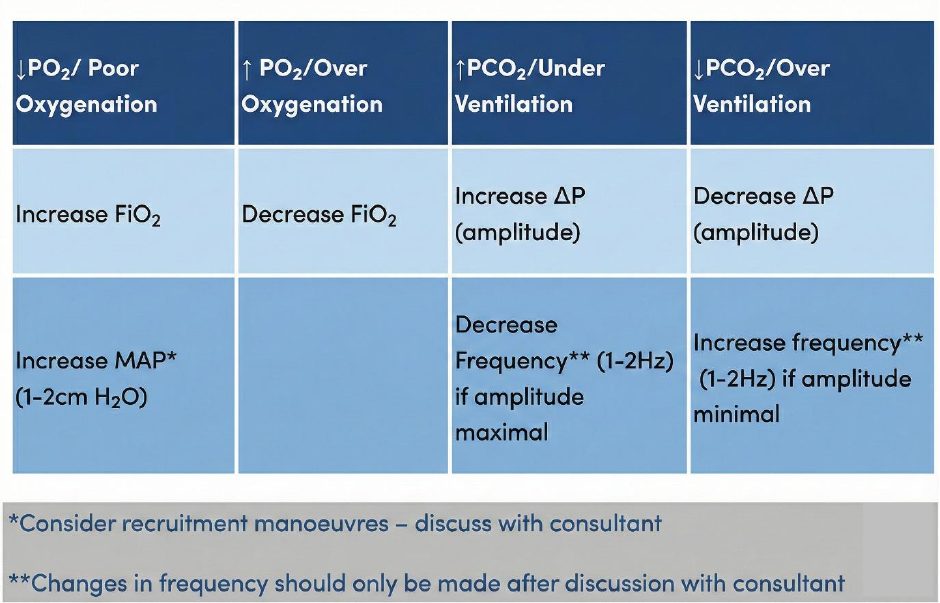 ↓PO₂/ Poor
Oxygenation
↑ PO₂/Over
Oxygenation
↑PCO₂/Under
Ventilation
↓PCO₂/Over
Ventilation
Increase FiO₂
Decrease FiO₂
Increase ΔP
(amplitude)
Decrease ΔP
(amplitude)
Increase MAP*
(1-2cm H₂O)
Decrease
Frequency** (1-2Hz)
if amplitude
maximal
Increase frequency**
(1-2Hz) if amplitude
minimal
*Consider recruitment manoeuvres – discuss with consultant
**Changes in frequency should only be made after discussion with consultant